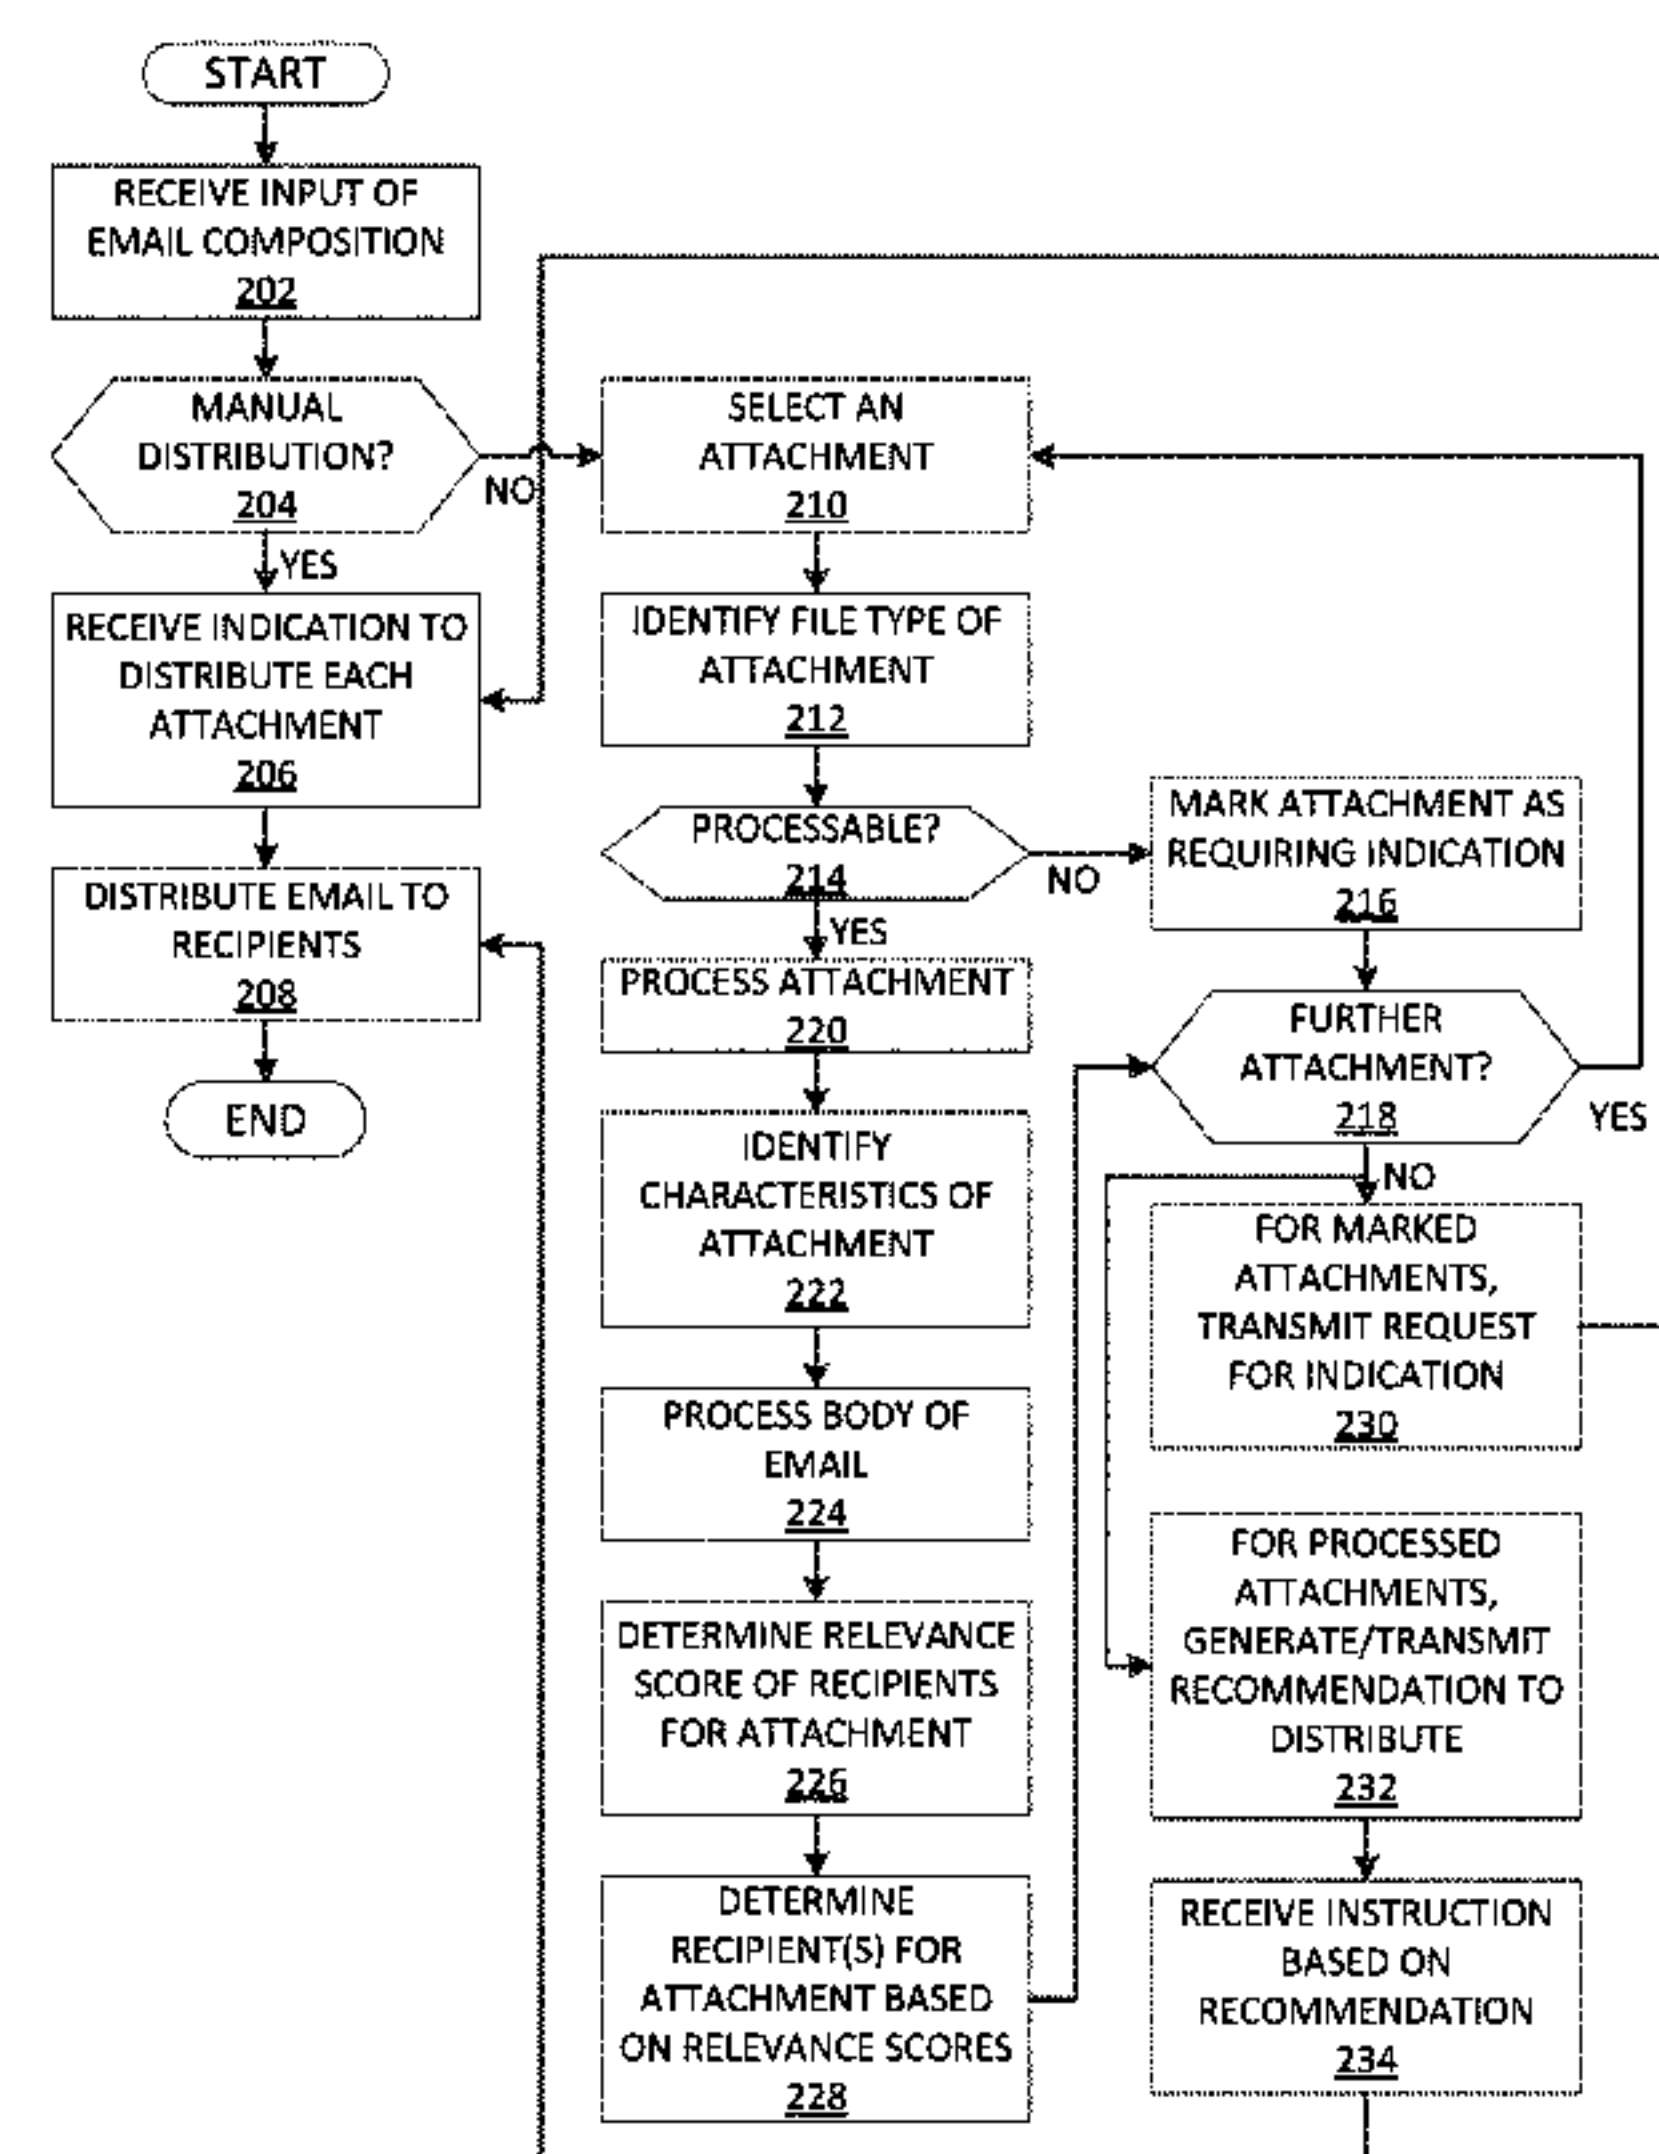 START
RECEIVE INPUT OF
EMAIL COMPOSITION
202
MANUAL
DISTRIBUTION?
204
NO
YES
RECEIVE INDICATION TO
DISTRIBUTE EACH
ATTACHMENT
206
DISTRIBUTE EMAIL TO
RECIPIENTS
208
END
SELECT AN
ATTACHMENT
210
IDENTIFY FILE TYPE OF
ATTACHMENT
212
PROCESSABLE?
214
NO
YES
PROCESS ATTACHMENT
220
IDENTIFY
CHARACTERISTICS OF
ATTACHMENT
222
PROCESS BODY OF
EMAIL
224
DETERMINE RELEVANCE
SCORE OF RECIPIENTS
FOR ATTACHMENT
226
DETERMINE
RECIPIENT(S) FOR
ATTACHMENT BASED
ON RELEVANCE SCORES
228
MARK ATTACHMENT AS
REQUIRING INDICATION
216
FURTHER
ATTACHMENT?
218
YES
NO
FOR MARKED
ATTACHMENTS,
TRANSMIT REQUEST
FOR INDICATION
230
FOR PROCESSED
ATTACHMENTS,
GENERATE/TRANSMIT
RECOMMENDATION TO
DISTRIBUTE
232
RECEIVE INSTRUCTION
BASED ON
RECOMMENDATION
234